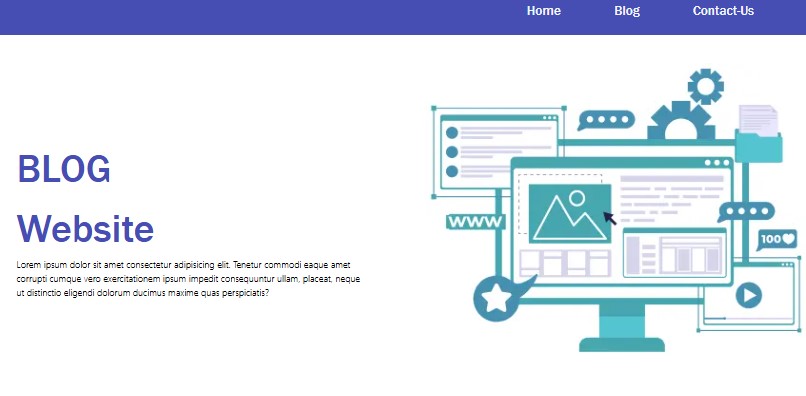 Home Blog Contact-Us
BLOG
Website
Lorem ipsum dolor sit amet consectetur adipisicing elit. Tenetur commodi eaque amet
corrupti cumque vero exercitationem ipsum impedit consequuntur ullam, placeat, neque
ut distinctio eligendi dolorum ducimus maxime quas perspiciatis?
WWW
100